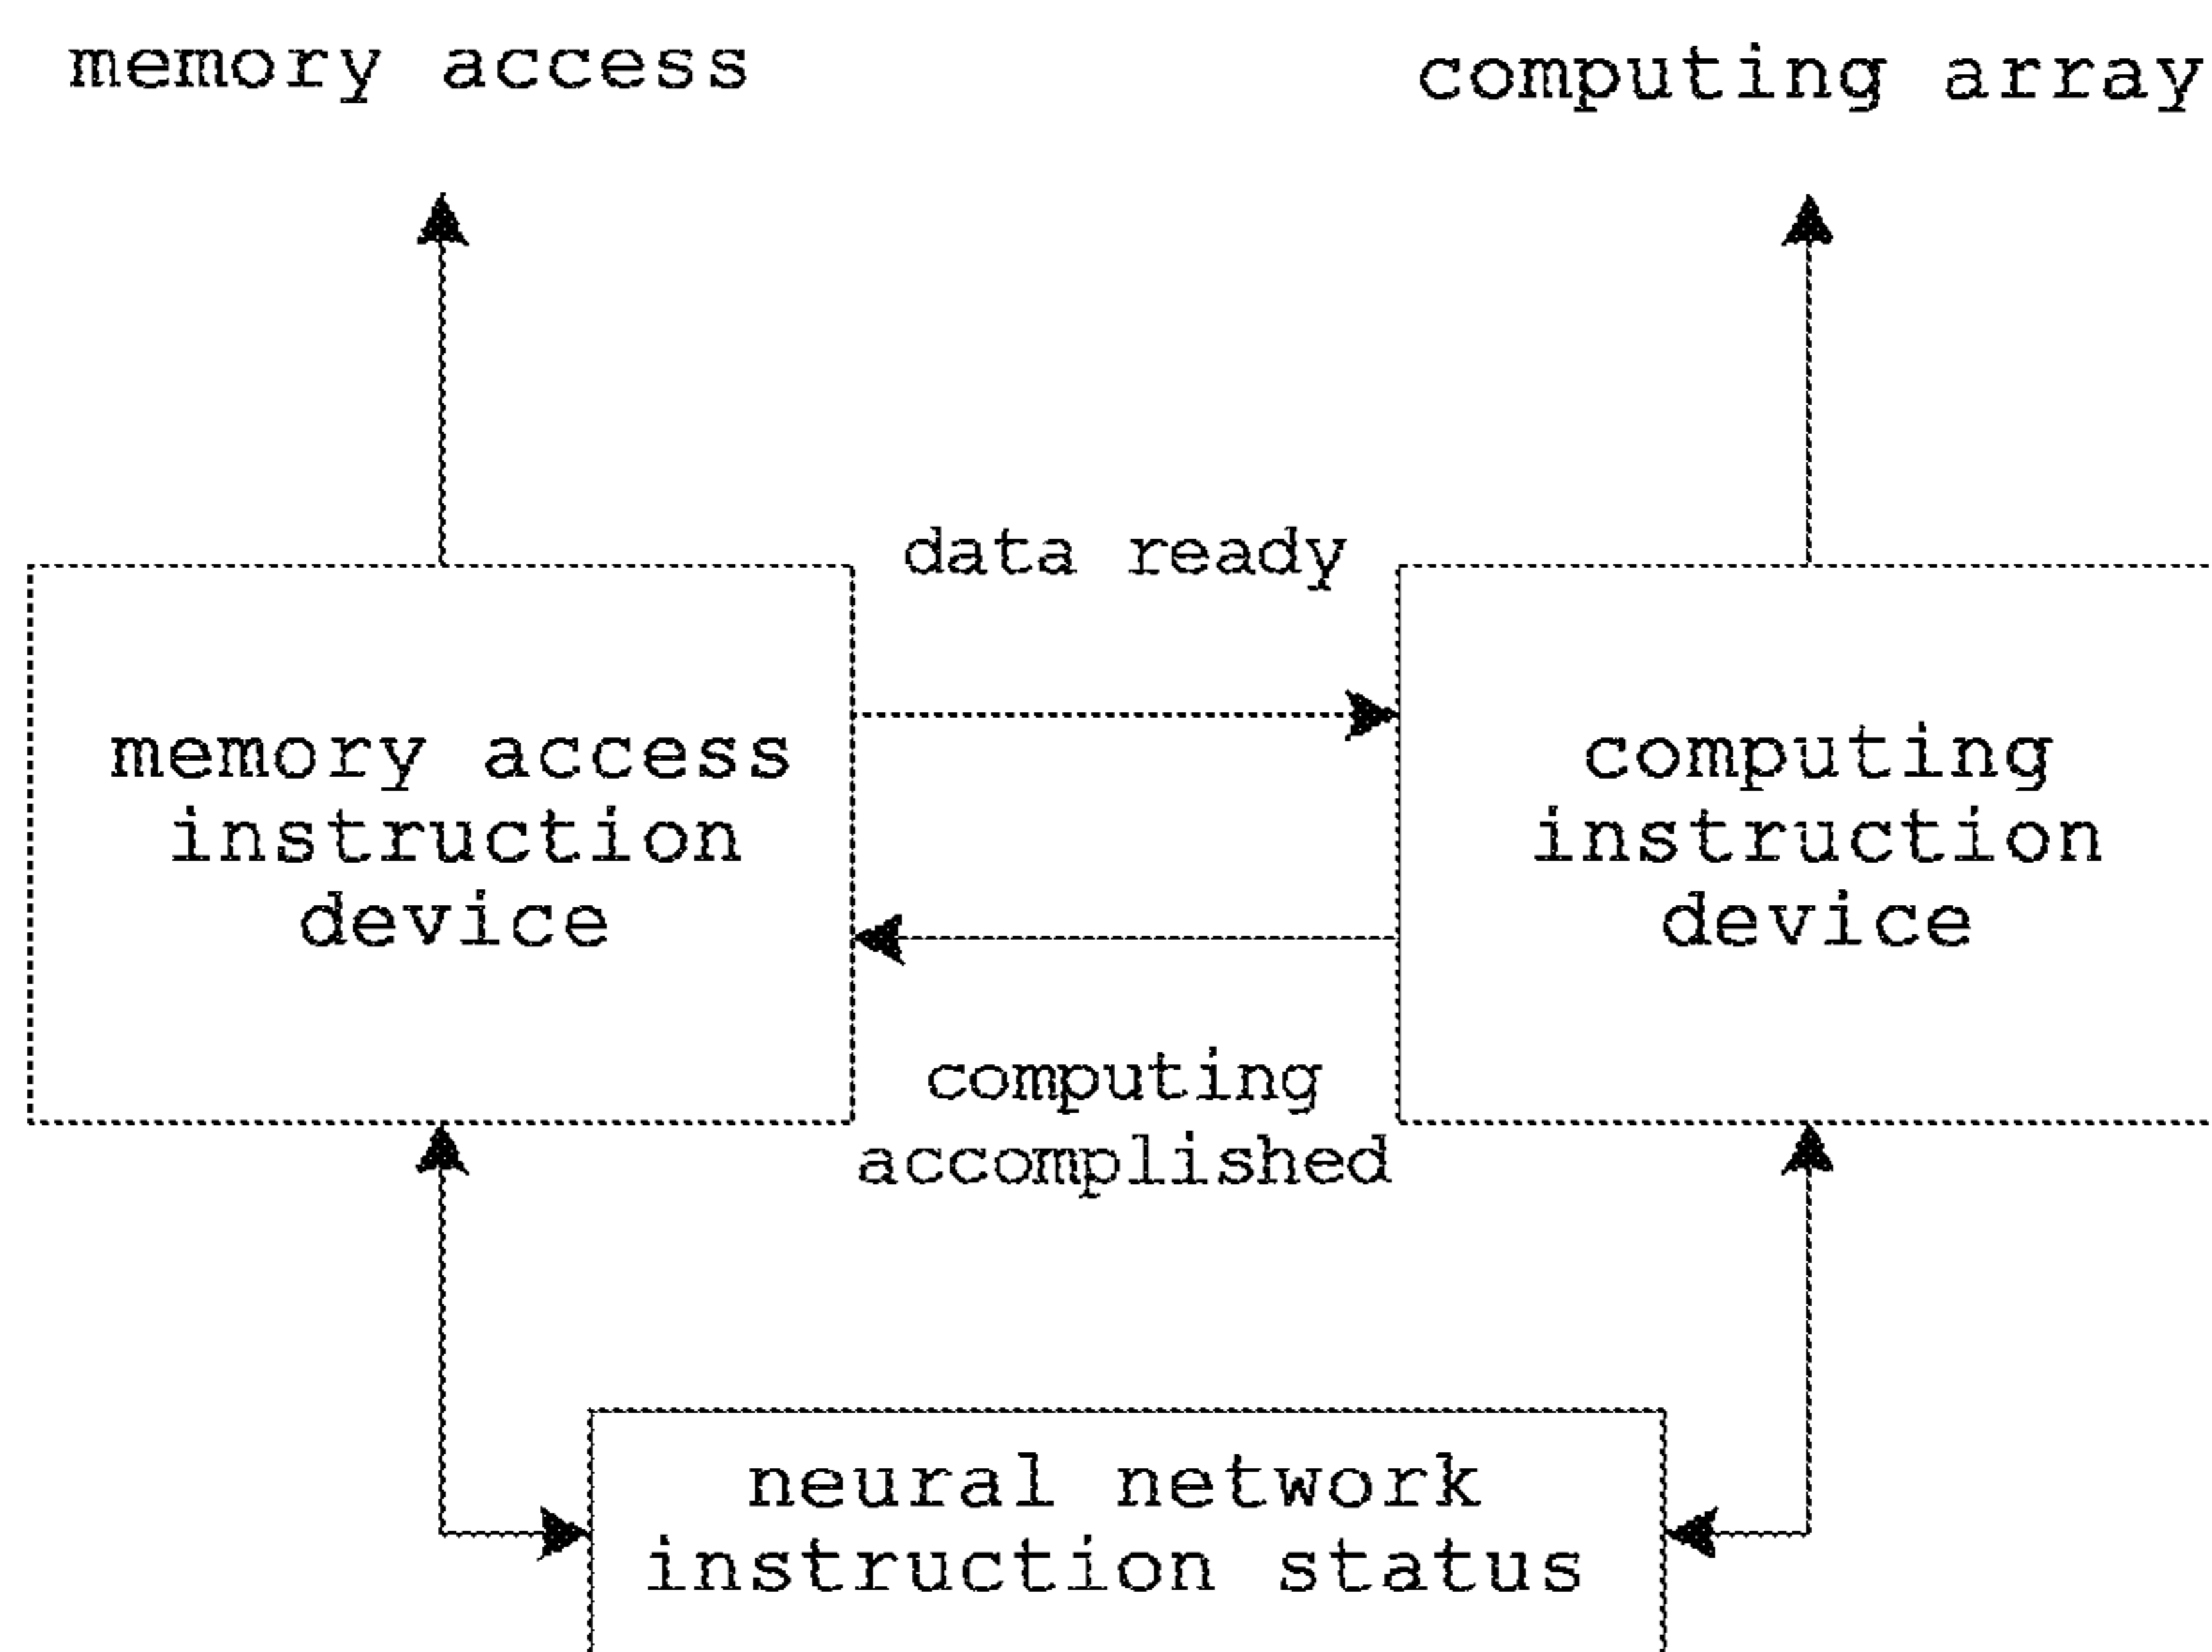 memory access
computing array
data ready
memory access
instruction
device
computing
instruction
device
computing
accomplished
neural network
instruction status